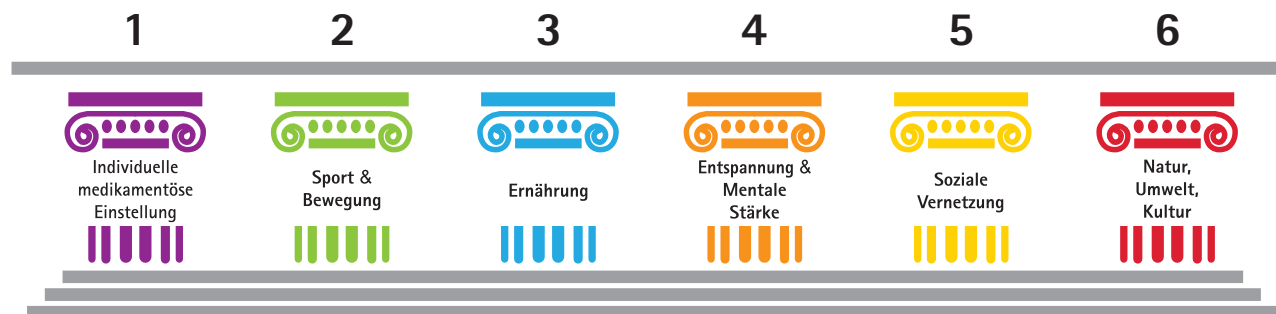 1
2
3
4
5
6
Individuelle
medikamentöse
Einstellung
Sport &
Bewegung
Ernährung
Entspannung &
Mentale
Stärke
Soziale
Vernetzung
Natur,
Umwelt,
Kultur